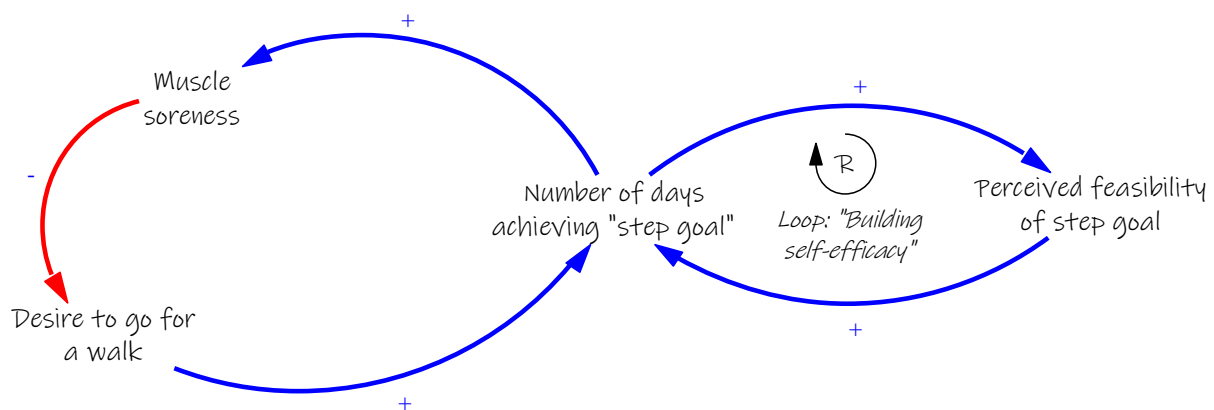 +
Muscle
soreness
-
Desire to go for
a walk
+
Number of days
achieving "step goal"
+
R
Loop: "Building
self-efficacy"
+
Perceived feasibility
of step goal